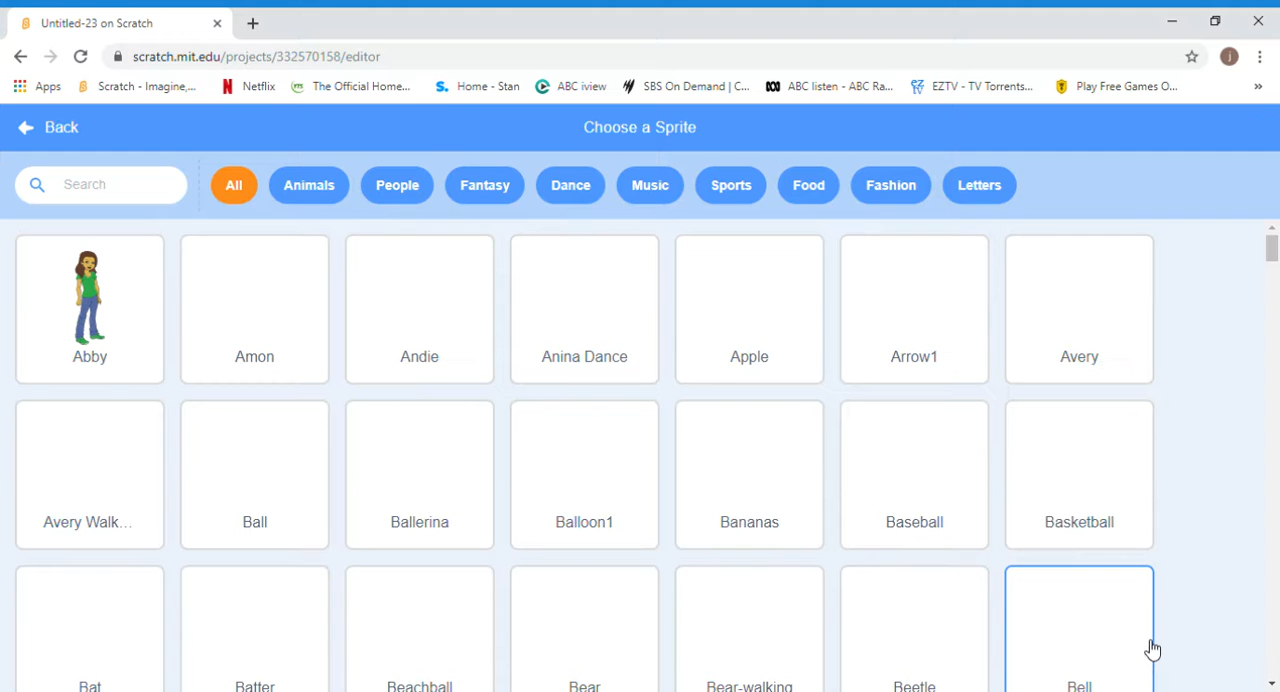 Untitled-23 on Scratch
scratch.mit.edu/projects/332570158/editor
j
Apps Scratch - Imagine,... Netflix The Official Home... Home - Stan ABC iview SBS On Demand | C... ABC listen - ABC Ra... EZTV - TV Torrents... Play Free Games O... »
Back Choose a Sprite
Search All Animals People Fantasy Dance Music Sports Food Fashion Letters
Abby Amon Andie Anina Dance Apple Arrow1 Avery
Avery Walk... Ball Ballerina Balloon1 Bananas Baseball Basketball
Bat Batter Beachball Bear Bear-walking Beetle Bell